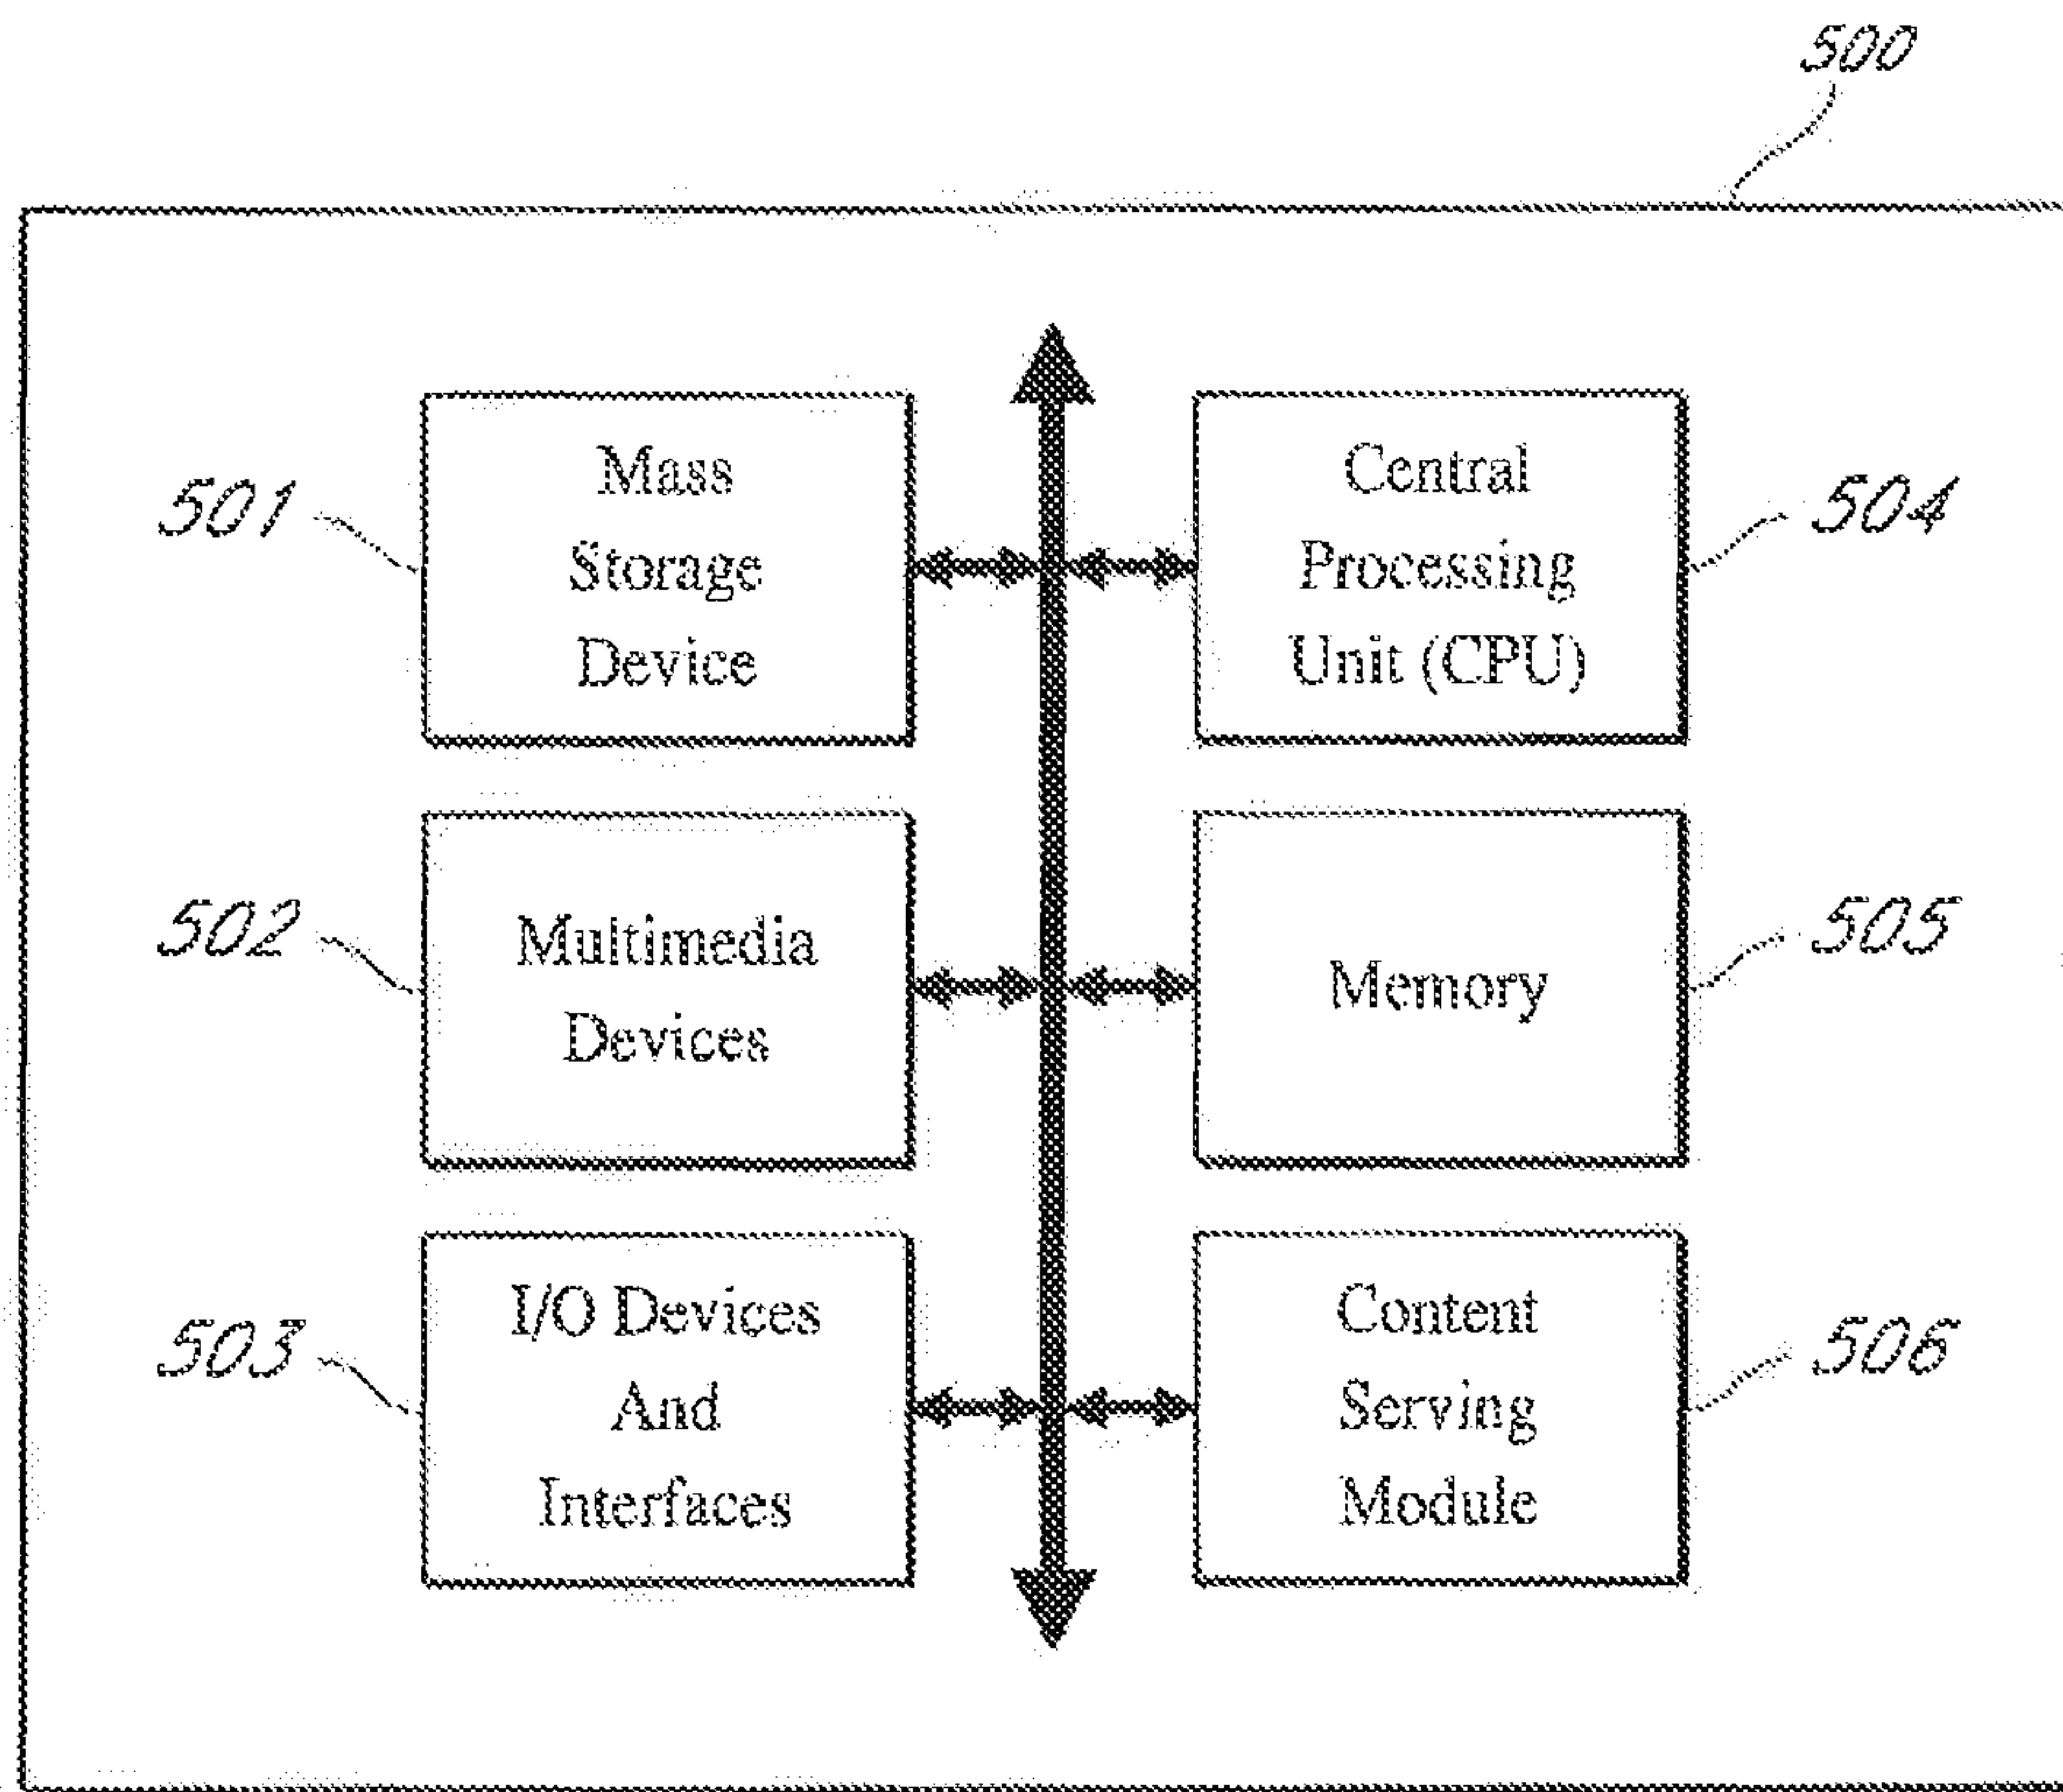 500
501
Mass
Storage
Device
Central
Processing
Unit (CPU)
504
502
Multimedia
Devices
Memory
505
503
I/O Devices
And
Interfaces
Content
Serving
Module
506